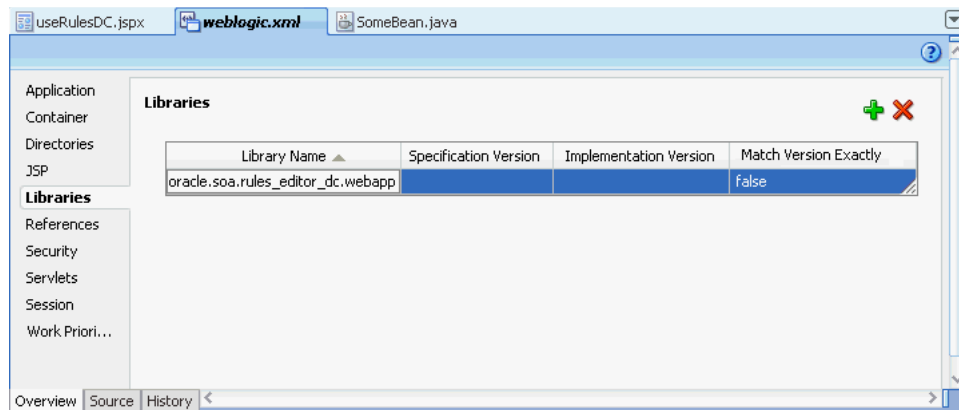 useRulesDC.jspx weblogic.xml SomeBean.java
Application
Container
Directories
JSP
Libraries
References
Security
Servlets
Session
Work Priori...
Libraries
Library Name Specification Version Implementation Version Match Version Exactly
oracle.soa.rules_editor_dc.webapp false
Overview Source History